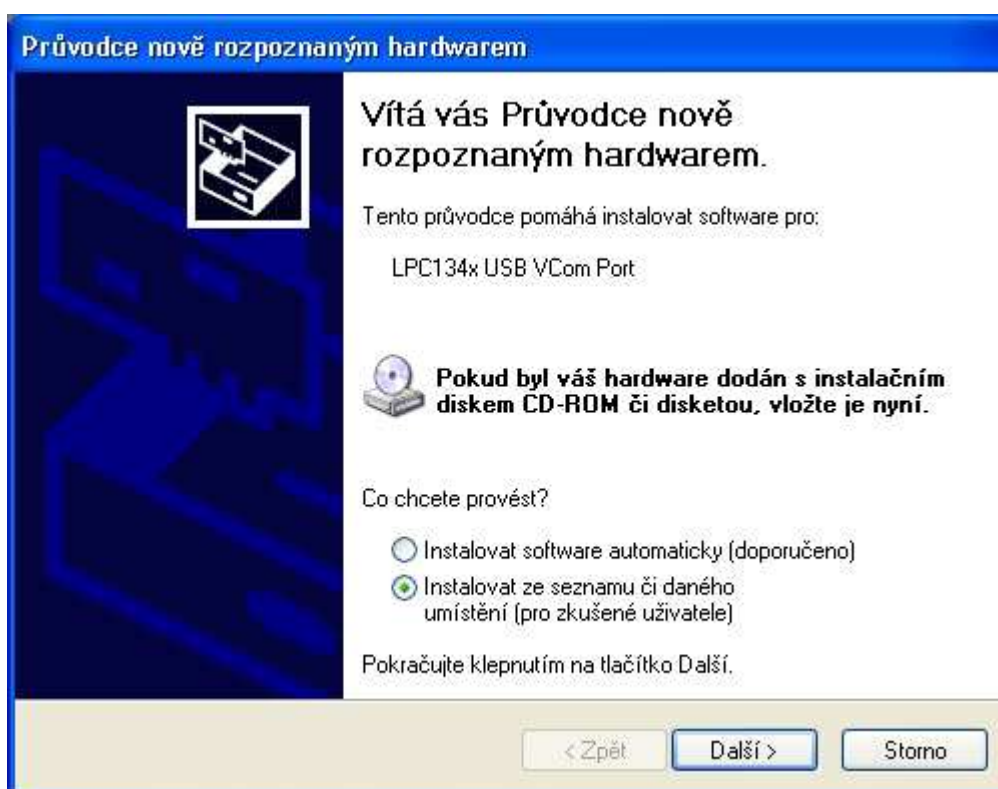 Průvodce nově rozpoznaným hardwarem
Vítá vás Průvodce nově
rozpoznaným hardwarem.
Tento průvodce pomáhá instalovat software pro:
LPC134x USB VCom Port
Pokud byl váš hardware dodán s instalačním
diskem CD-ROM či disketou, vložte je nyní.
Co chcete provést?
Instalovat software automaticky (doporučeno)
Instalovat ze seznamu či daného
umístění (pro zkušené uživatele)
Pokračujte klepnutím na tlačítko Další.
< Zpět Další > Storno